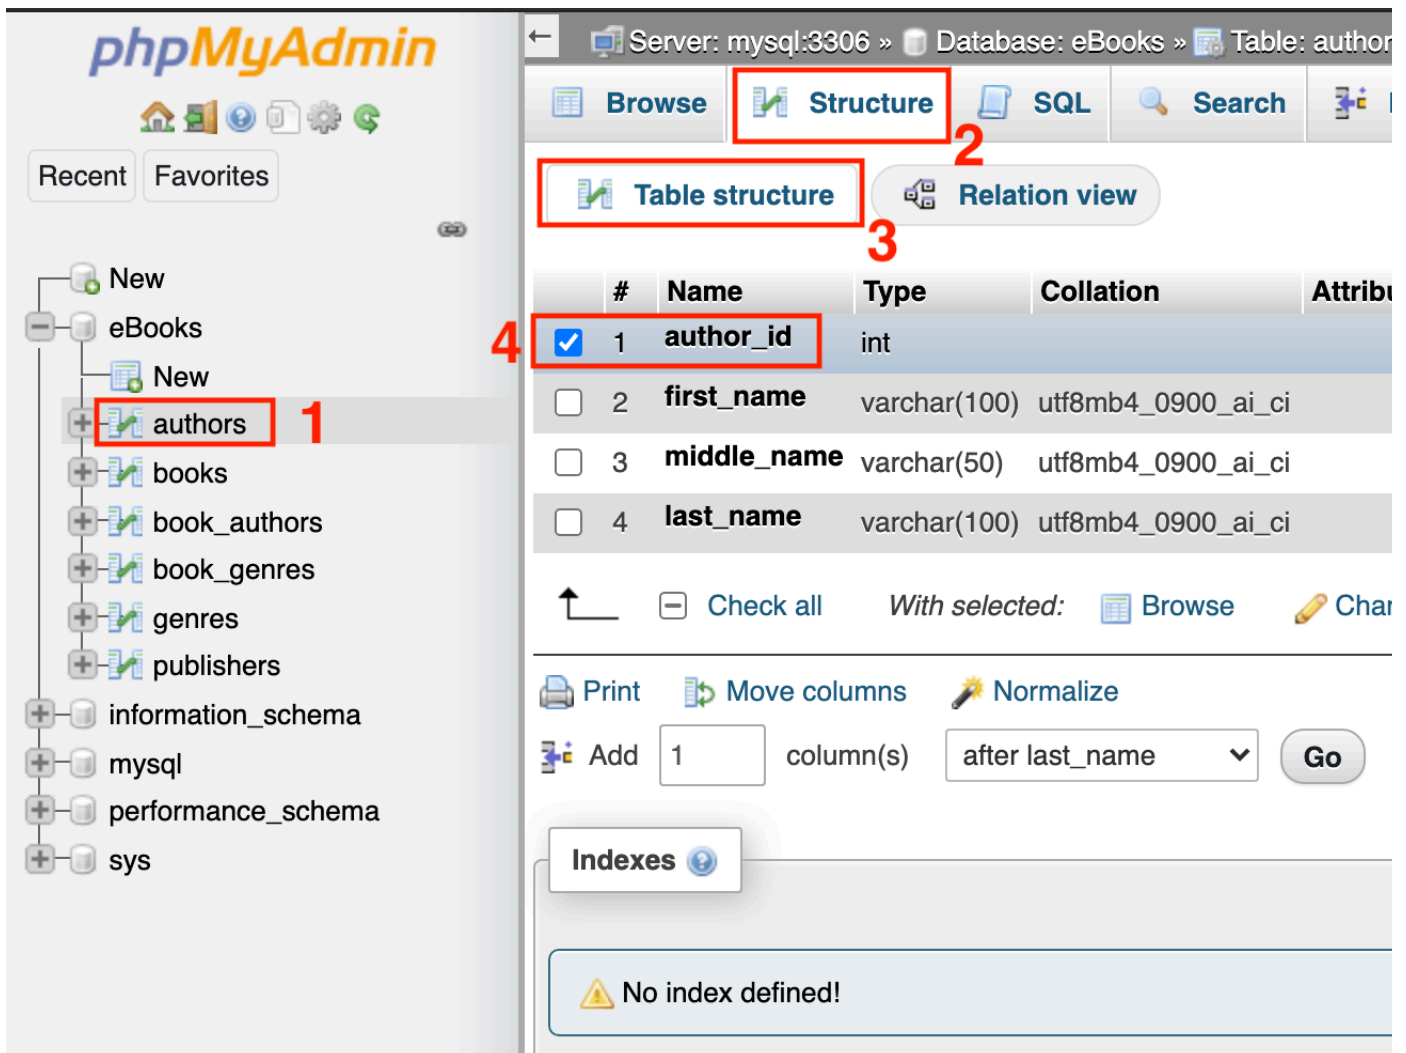 phpMyAdmin
Recent Favorites
New
eBooks
New
authors 1
books
book_authors
book_genres
genres
publishers
information_schema
mysql
performance_schema
sys
Server: mysql:3306 » Database: eBooks » Table: author
Browse Structure SQL Search
2
Table structure Relation view
3
# Name Type Collation Attribu
4 1 author_id int
2 first_name varchar(100) utf8mb4_0900_ai_ci
3 middle_name varchar(50) utf8mb4_0900_ai_ci
4 last_name varchar(100) utf8mb4_0900_ai_ci
Check all With selected: Browse Char
Print Move columns Normalize
Add 1 column(s) after last_name Go
Indexes
No index defined!